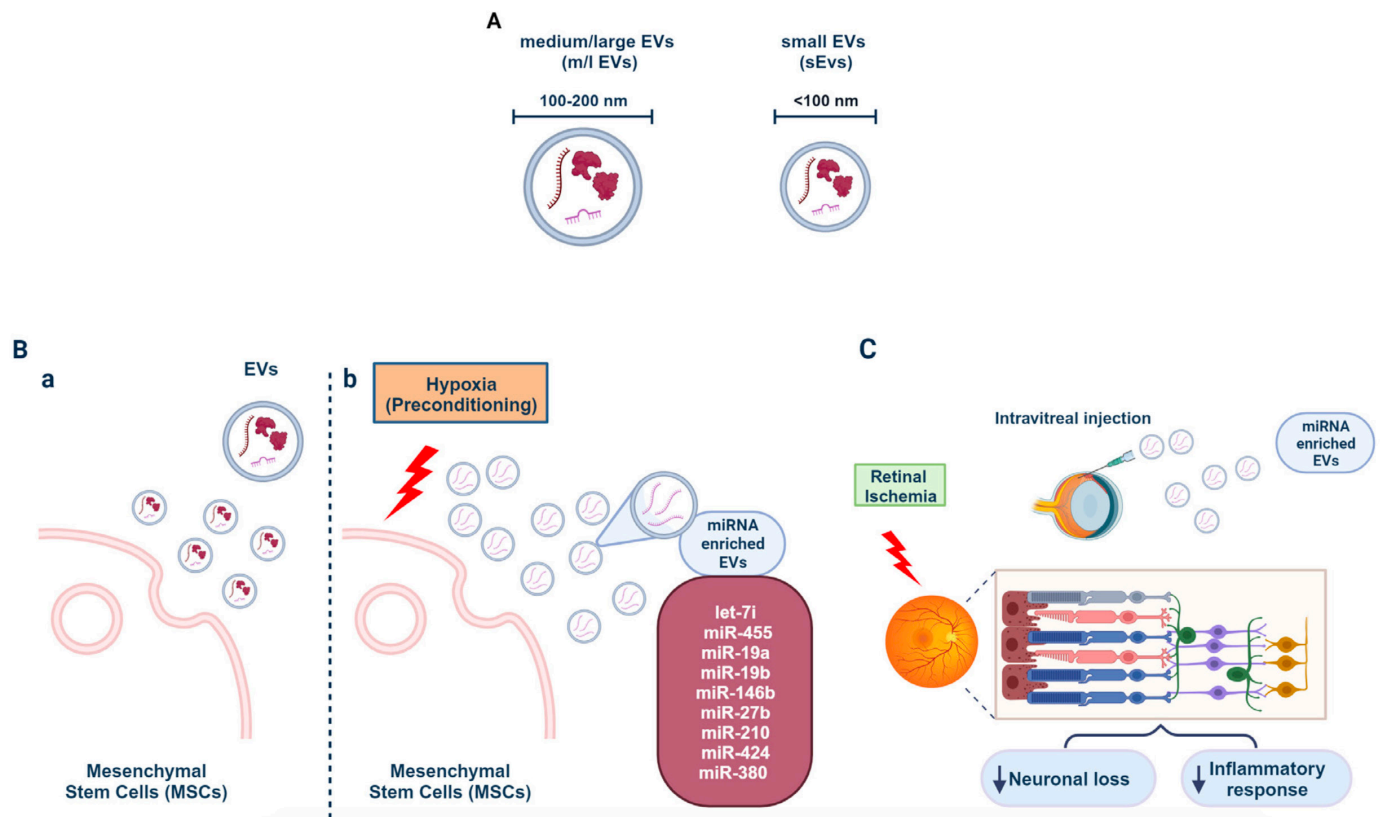 A
medium/large EVs
(m/l EVs)
100-200 nm
small EVs
(sEvs)
<100 nm
B
a
EVs
Mesenchymal
Stem Cells (MSCs)
b
Hypoxia
(Preconditioning)
miRNA
enriched
EVs
let-7i
miR-455
miR-19a
miR-19b
miR-146b
miR-27b
miR-210
miR-424
miR-380
Mesenchymal
Stem Cells (MSCs)
C
Intravitreal injection
miRNA
enriched
EVs
Retinal
Ischemia
↓ Neuronal loss
↓ Inflammatory
response